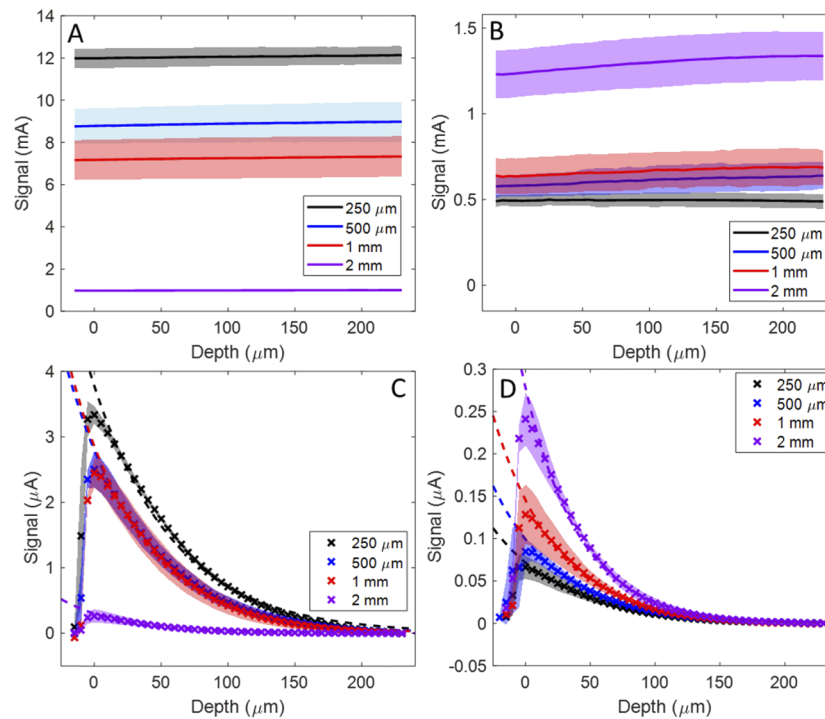 A
14
12
10
8
6
4
2
0
Signal (mA)
250 μm
500 μm
1 mm
2 mm
0 50 100 150 200
Depth (μm)
B
1.5
1
0.5
0
Signal (mA)
250 μm
500 μm
1 mm
2 mm
0 50 100 150 200
Depth (μm)
C
4
3
2
1
0
Signal (μA)
250 μm
500 μm
1 mm
2 mm
0 50 100 150 200
Depth (μm)
D
0.3
0.25
0.2
0.15
0.1
0.05
0
-0.05
Signal (μA)
250 μm
500 μm
1 mm
2 mm
0 50 100 150 200
Depth (μm)